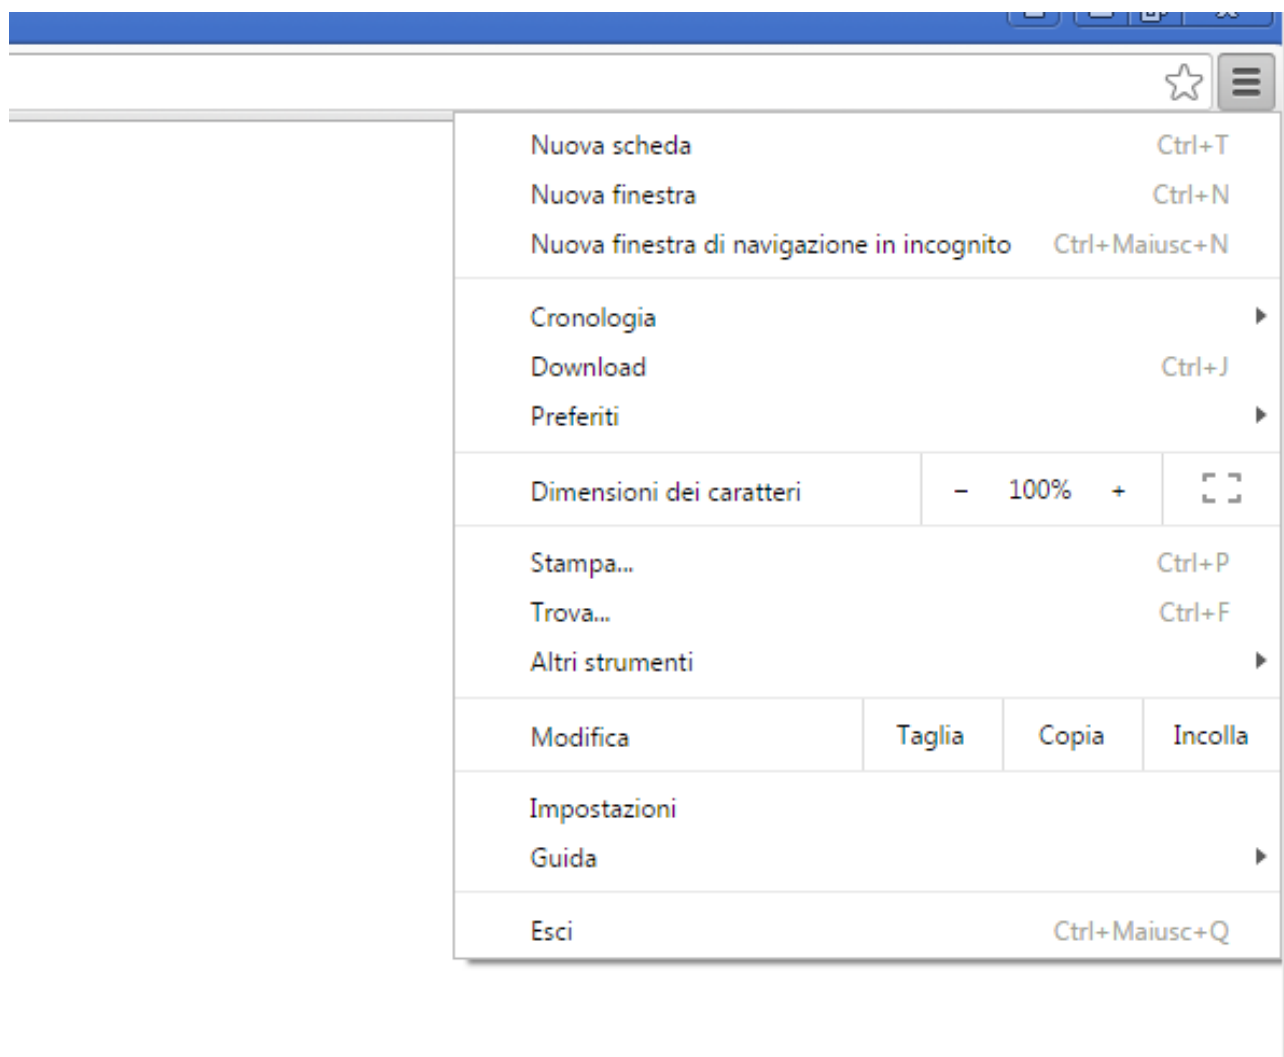 Nuova scheda Ctrl+T
Nuova finestra Ctrl+N
Nuova finestra di navigazione in incognito Ctrl+Maiusc+N
Cronologia
Download Ctrl+J
Preferiti
Dimensioni dei caratteri − 100% +
Stampa... Ctrl+P
Trova... Ctrl+F
Altri strumenti
Modifica Taglia Copia Incolla
Impostazioni
Guida
Esci Ctrl+Maiusc+Q